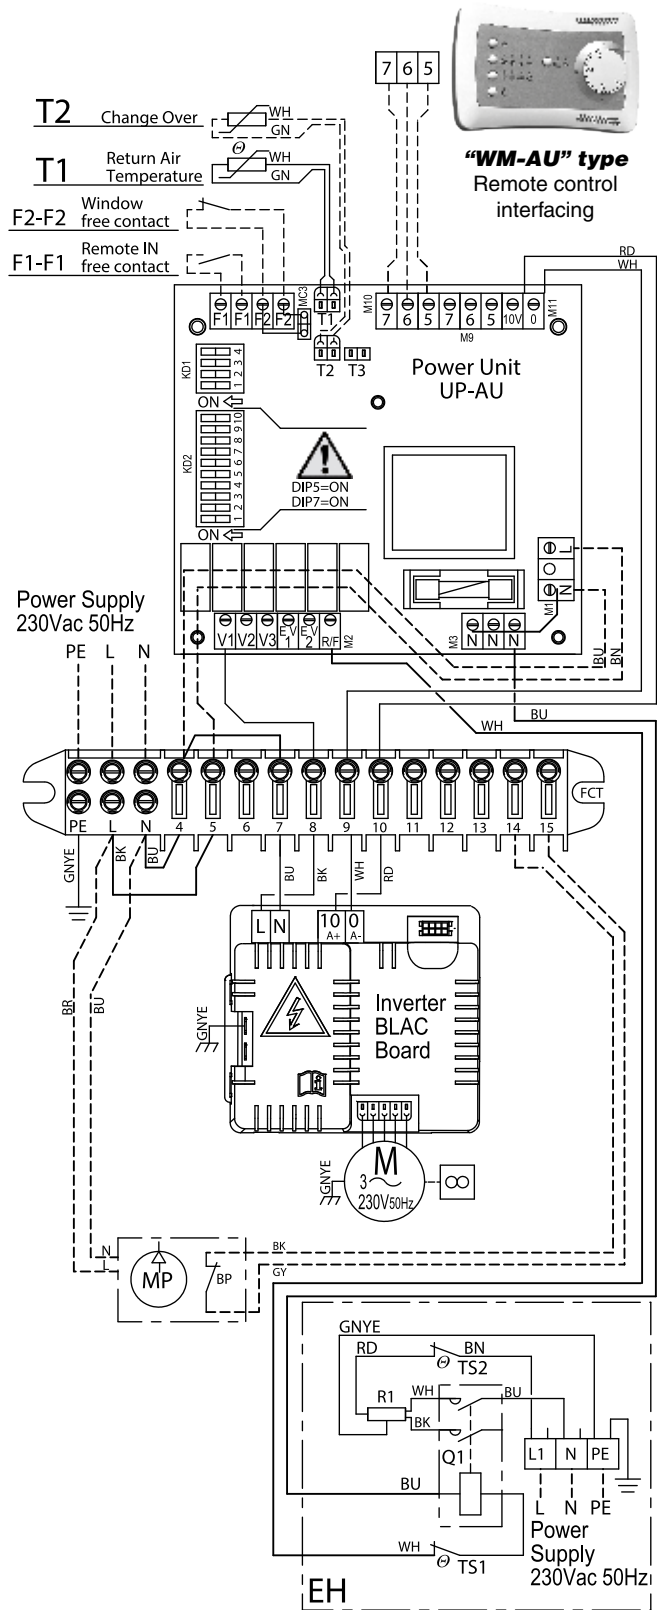 7 6 5
T2 Change Over
WH
GN
T1 Return Air
Temperature
Θ
WH
GN
"WM-AU" type
Remote control
interfacing
F2-F2 Window
free contact
F1-F1 Remote IN
free contact
RD
WH
F1 F1 F2 F2
MC3
T1
M10
7 6 5 7 6 5 10V 0
M11
M9
T2 T3
KD1
1 2 3 4
ON
Power Unit
UP-AU
KD2
1 2 3 4 5 6 7 8 9 10
ON
DIP5=ON
DIP7=ON
L
N
M1
Power Supply
230Vac 50Hz
PE L N
V1 V2 V3 EV1 EV2 R/F
M2
M3
N N N
BU
BN
WH
BU
FCT
PE L N 4 5 6 7 8 9 10 11 12 13 14 15
GNYE
BK
BU
BU
BK
WH
RD
L N
10 0
A+ A-
Inverter
BLAC
Board
GNYE
BR
BU
M
3
230V50Hz
GNYE
8
N
L
MP
BP
BK
GY
GNYE
RD
BN
Θ TS2
R1
WH
BK
BU
Q1
L1 N PE
BU
L N PE
WH
Θ TS1
Power
Supply
230Vac 50Hz
EH